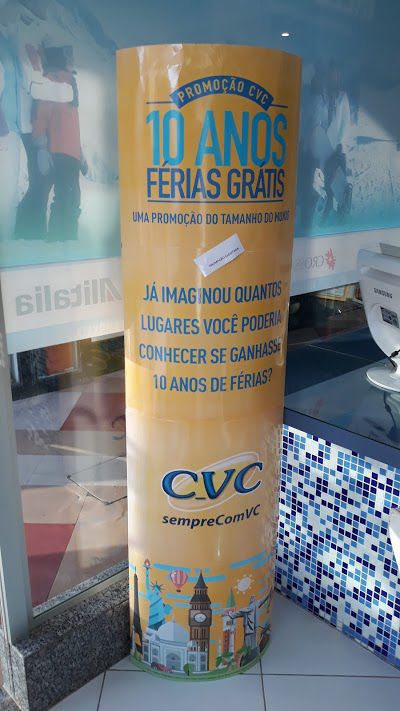 PROMOÇÃO CVC
10 ANOS
FÉRIAS GRÁTIS
UMA PROMOÇÃO DO TAMANHO DO MUNDO
JÁ IMAGINOU QUANTOS
LUGARES VOCÊ PODERIA
CONHECER SE GANHASSE
10 ANOS DE FÉRIAS?
CVC
sempreComVC
Alitalia
SAMSUNG